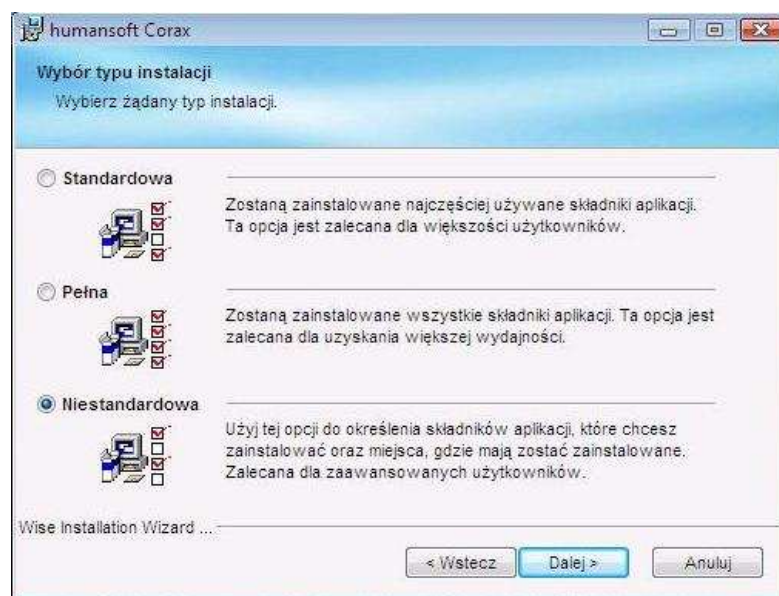 humansoft Corax
Wybór typu instalacji
Wybierz żądany typ instalacji.
Standardowa
Zostaną zainstalowane najczęściej używane składniki aplikacji.
Ta opcja jest zalecana dla większości użytkowników.
Pełna
Zostaną zainstalowane wszystkie składniki aplikacji. Ta opcja jest
zalecana dla uzyskania większej wydajności.
Niestandardowa
Użyj tej opcji do określenia składników aplikacji, które chcesz
zainstalować oraz miejsca, gdzie mają zostać zainstalowane.
Zalecana dla zaawansowanych użytkowników.
Wise Installation Wizard ...
< Wstecz
Dalej >
Anuluj